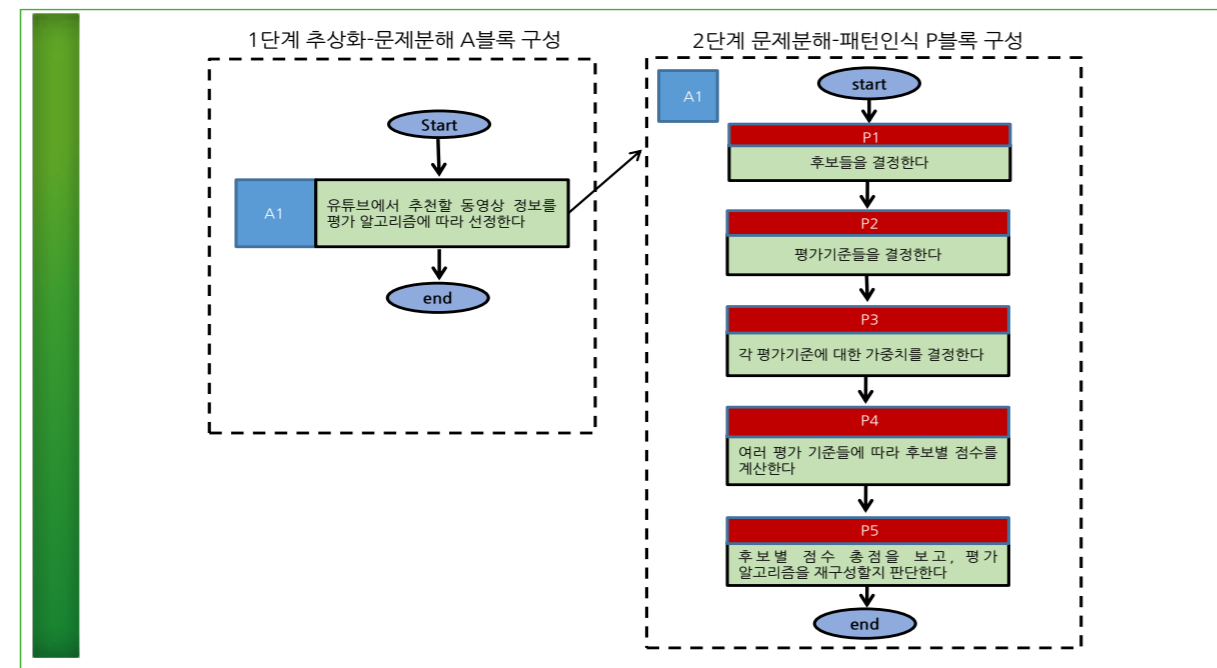 1단계 추상화-문제분해 A블록 구성
Start
A1
유튜브에서 추천할 동영상 정보를
평가 알고리즘에 따라 선정한다
end
2단계 문제분해-패턴인식 P블록 구성
A1
start
P1
후보들을 결정한다
P2
평가기준들을 결정한다
P3
각 평가기준에 대한 가중치를 결정한다
P4
여러 평가 기준들에 따라 후보별 점수를
계산한다
P5
후보별 점수 총점을 보고, 평가
알고리즘을 재구성할지 판단한다
end